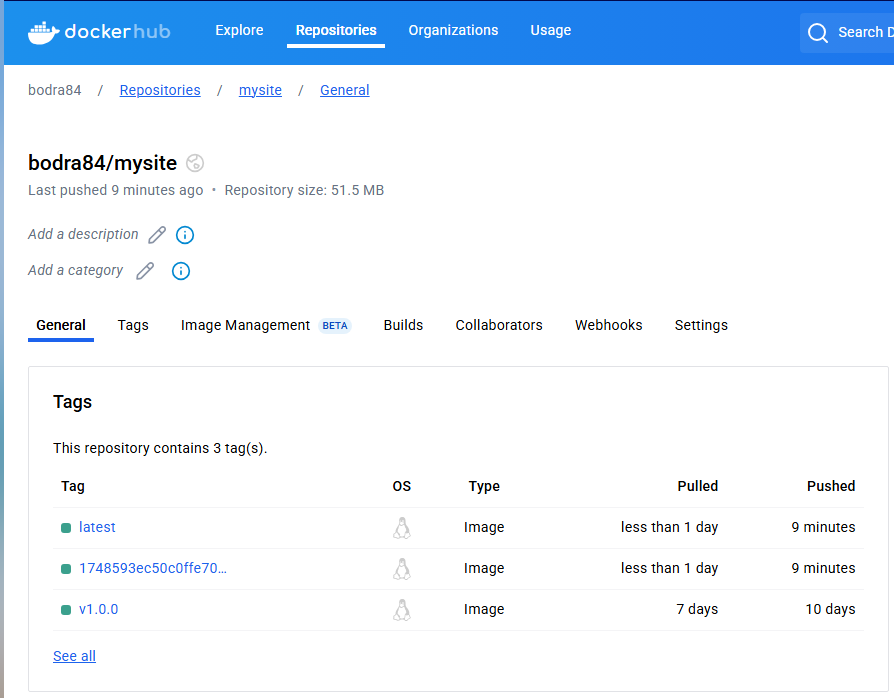 dockerhub Explore Repositories Organizations Usage Search D
bodra84 / Repositories / mysite / General
bodra84/mysite
Last pushed 9 minutes ago • Repository size: 51.5 MB
Add a description
Add a category
General Tags Image Management BETA Builds Collaborators Webhooks Settings
Tags
This repository contains 3 tag(s).
Tag OS Type Pulled Pushed
latest Image less than 1 day 9 minutes
1748593ec50c0ffe70... Image less than 1 day 9 minutes
v1.0.0 Image 7 days 10 days
See all